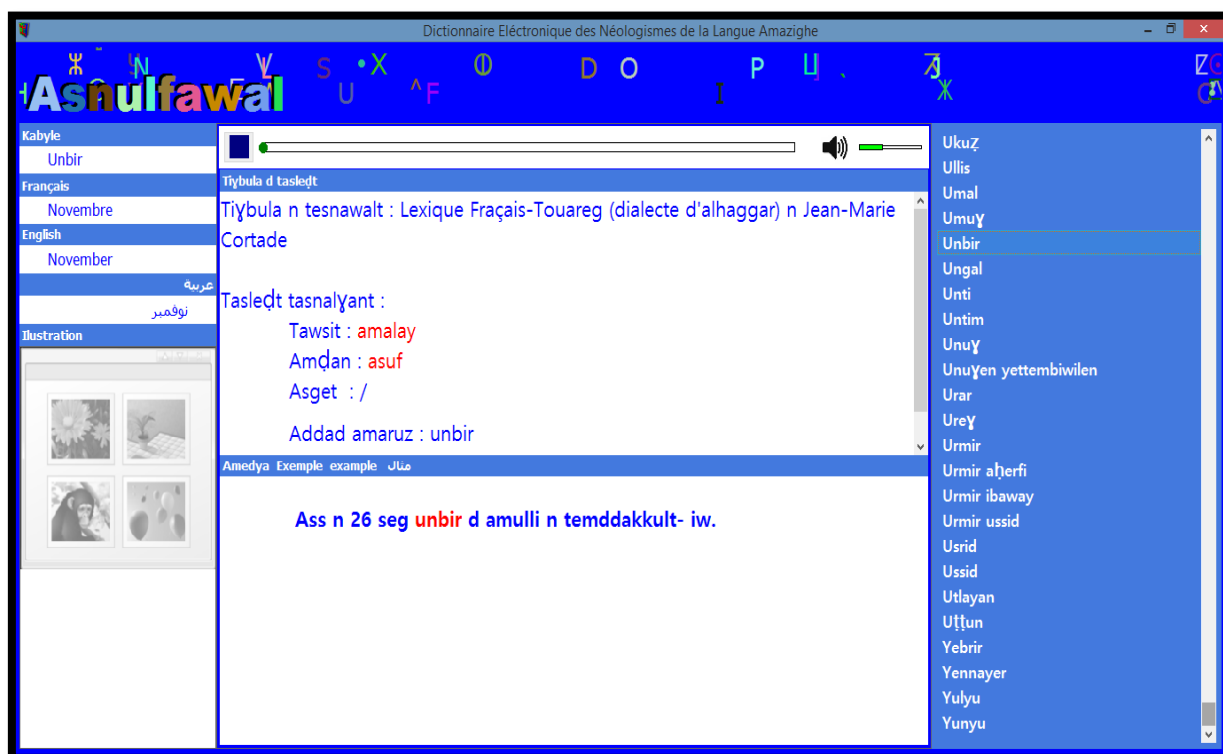 Dictionnaire Eléctronique des Néologismes de la Langue Amazighe
Asnulfawal
Kabyle
Unbir
Français
Novembre
English
November
عربية
نوفمبر
Ilustration
Tiɣbula d tasleḍt
Tiɣbula n tesnawalt : Lexique Fraçais-Touareg (dialecte d'alhaggar) n Jean-Marie
Cortade
Tasleḍt tasnalɣant :
Tawsit : amalay
Amḍan : asuf
Asget : /
Addad amaruz : unbir
Amedya Exemple example مثال
Ass n 26 seg unbir d amulli n temddakkult- iw.
Ukuẓ
Ullis
Umal
Umuɣ
Unbir
Ungal
Unti
Untim
Unuɣ
Unuɣen yettembiwilen
Urar
Ureɣ
Urmir
Urmir aḥerfi
Urmir ibaway
Urmir ussid
Usrid
Ussid
Utlayan
Uṭṭun
Yebrir
Yennayer
Yulyu
Yunyu